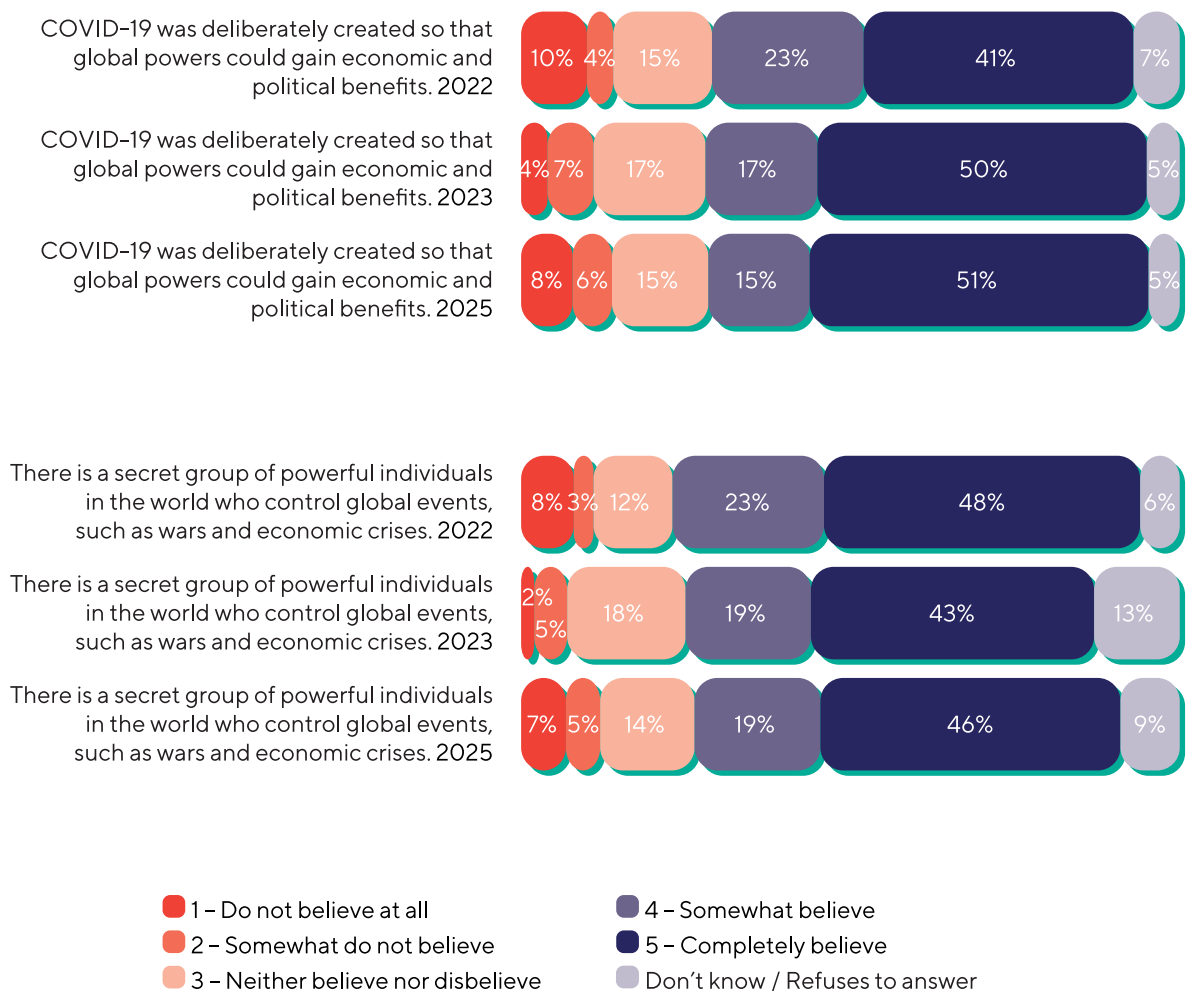 COVID-19 was deliberately created so that
global powers could gain economic and
political benefits. 2022
10% 4% 15% 23% 41% 7%
COVID-19 was deliberately created so that
global powers could gain economic and
political benefits. 2023
4% 7% 17% 17% 50% 5%
COVID-19 was deliberately created so that
global powers could gain economic and
political benefits. 2025
8% 6% 15% 15% 51% 5%
There is a secret group of powerful individuals
in the world who control global events,
such as wars and economic crises. 2022
8% 3% 12% 23% 48% 6%
There is a secret group of powerful individuals
in the world who control global events,
such as wars and economic crises. 2023
2% 5% 18% 19% 43% 13%
There is a secret group of powerful individuals
in the world who control global events,
such as wars and economic crises. 2025
7% 5% 14% 19% 46% 9%
1 – Do not believe at all
2 – Somewhat do not believe
3 – Neither believe nor disbelieve
4 – Somewhat believe
5 – Completely believe
Don't know / Refuses to answer